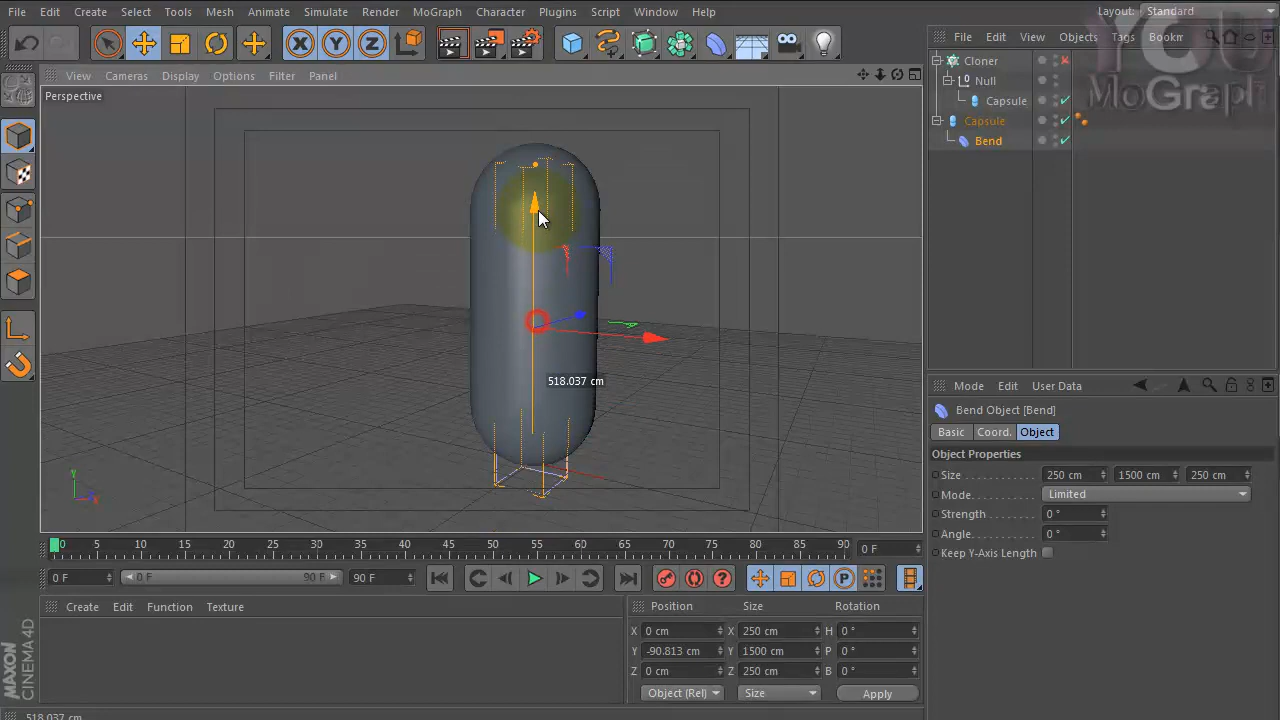 File Edit Create Select Tools Mesh Animate Simulate Render MoGraph Character Plugins Script Window Help Layout: Standard
X Y Z
View Cameras Display Options Filter Panel
Perspective
518.037 cm
Y
X
File Edit View Objects Tags Bookm
YOU
MoGraph
Cloner
Null
Capsule
Capsule
Bend
Mode Edit User Data
Bend Object [Bend]
Basic Coord. Object
Object Properties
Size 250 cm 1500 cm 250 cm
Mode Limited
Strength 0 °
Angle 0 °
Keep Y-Axis Length
0 5 10 15 20 25 30 35 40 45 50 55 60 65 70 75 80 85 90 0 F
0 F 0 F 90 F 90 F P
Create Edit Function Texture
Position Size Rotation
X 0 cm X 250 cm H 0 °
Y -90.813 cm Y 1500 cm P 0 °
Z 0 cm Z 250 cm B 0 °
Object (Rel) Size Apply
MAXON
CINEMA 4D
518.037 cm